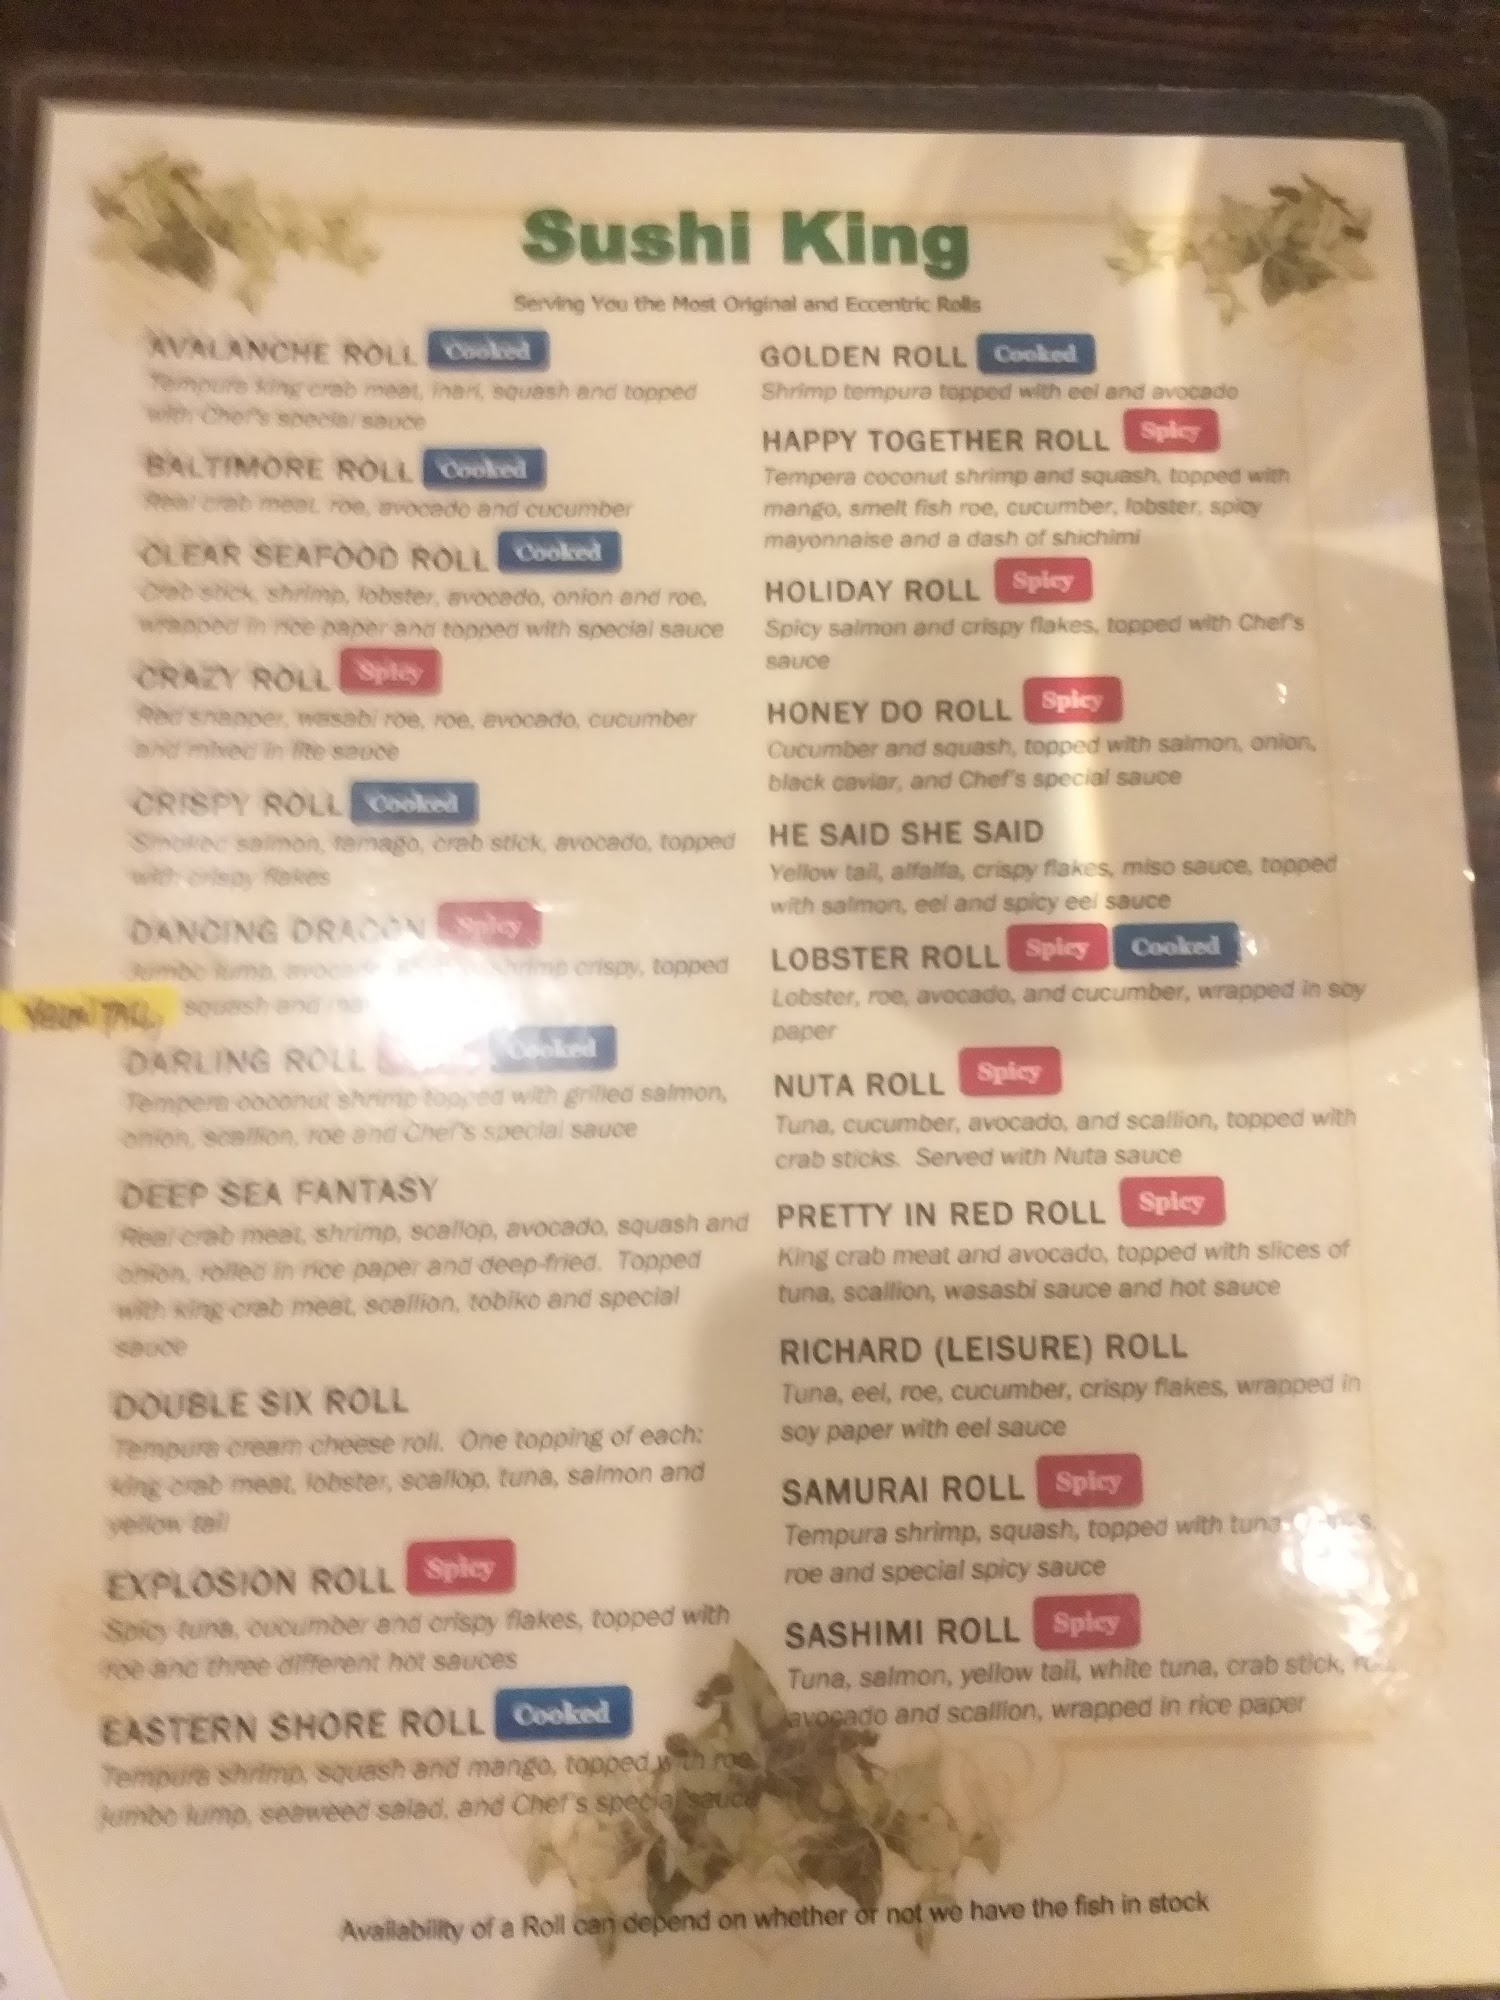 Sushi King
Serving You the Most Original and Eccentric Rolls
AVALANCHE ROLL Cooked
Tempura king crab meat, inari, squash and topped
with Chef's special sauce
BALTIMORE ROLL Cooked
Real crab meat, roe, avocado and cucumber
CLEAR SEAFOOD ROLL Cooked
Crab stick, shrimp, lobster, avocado, onion and roe,
wrapped in rice paper and topped with special sauce
CRAZY ROLL Spicy
Red snapper, wasabi roe, roe, avocado, cucumber
and mixed in lite sauce
CRISPY ROLL Cooked
Smoked salmon, tamago, crab stick, avocado, topped
with crispy flakes
DANCING DRAGON Spicy
Jumbo lump, avocado shrimp crispy, topped
squash and
DARLING ROLL Cooked
Tempera coconut shrimp topped with grilled salmon,
onion, scallion, roe and Chef's special sauce
DEEP SEA FANTASY
Real crab meat, shrimp, scallop, avocado, squash and
onion, rolled in rice paper and deep-fried. Topped
with king crab meat, scallion, tobiko and special
sauce
DOUBLE SIX ROLL
Tempura cream cheese roll. One topping of each:
king crab meat, lobster, scallop, tuna, salmon and
yellow tail
EXPLOSION ROLL Spicy
Spicy tuna, cucumber and crispy flakes, topped with
roe and three different hot sauces
EASTERN SHORE ROLL Cooked
Tempura shrimp, squash and mango, topped with roe,
jumbo lump, seaweed salad, and Chef's special sauce
GOLDEN ROLL Cooked
Shrimp tempura topped with eel and avocado
HAPPY TOGETHER ROLL Spicy
Tempera coconut shrimp and squash, topped with
mango, smelt fish roe, cucumber, lobster, spicy
mayonnaise and a dash of shichimi
HOLIDAY ROLL Spicy
Spicy salmon and crispy flakes, topped with Chef's
sauce
HONEY DO ROLL Spicy
Cucumber and squash, topped with salmon, onion,
black caviar, and Chef's special sauce
HE SAID SHE SAID
Yellow tail, alfalfa, crispy flakes, miso sauce, topped
with salmon, eel and spicy eel sauce
LOBSTER ROLL Spicy Cooked
Lobster, roe, avocado, and cucumber, wrapped in soy
paper
NUTA ROLL Spicy
Tuna, cucumber, avocado, and scallion, topped with
crab sticks. Served with Nuta sauce
PRETTY IN RED ROLL Spicy
King crab meat and avocado, topped with slices of
tuna, scallion, wasasbi sauce and hot sauce
RICHARD (LEISURE) ROLL
Tuna, eel, roe, cucumber, crispy flakes, wrapped in
soy paper with eel sauce
SAMURAI ROLL Spicy
Tempura shrimp, squash, topped with tuna
roe and special spicy sauce
SASHIMI ROLL Spicy
Tuna, salmon, yellow tail, white tuna, crab stick,
avocado and scallion, wrapped in rice paper
Availability of a Roll can depend on whether or not we have the fish in stock